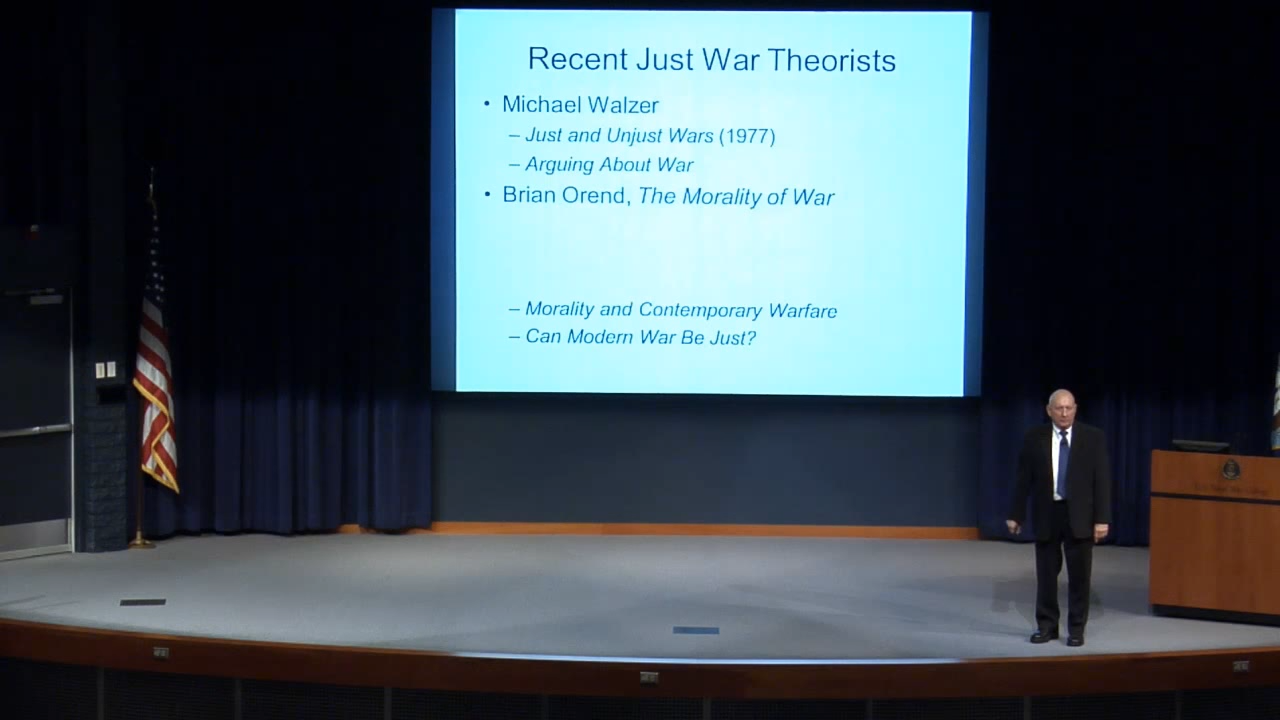 Recent Just War Theorists
• Michael Walzer
– Just and Unjust Wars (1977)
– Arguing About War
• Brian Orend, The Morality of War
– Morality and Contemporary Warfare
– Can Modern War Be Just?